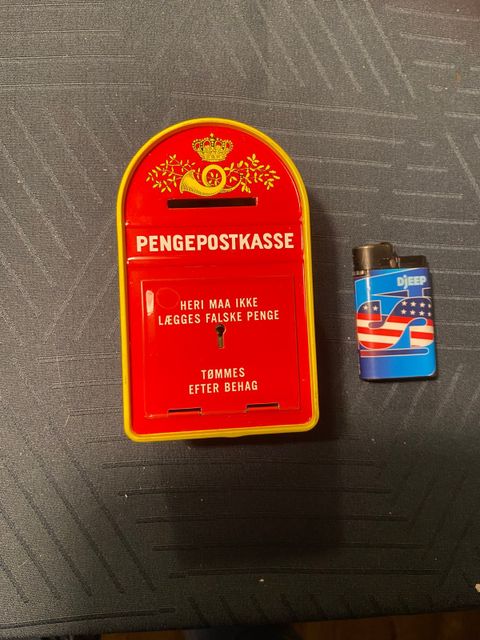 PENGEPOSTKASSE
HERI MAA IKKE
LÆGGES FALSKE PENGE
TØMMES
EFTER BEHAG
DJEEP